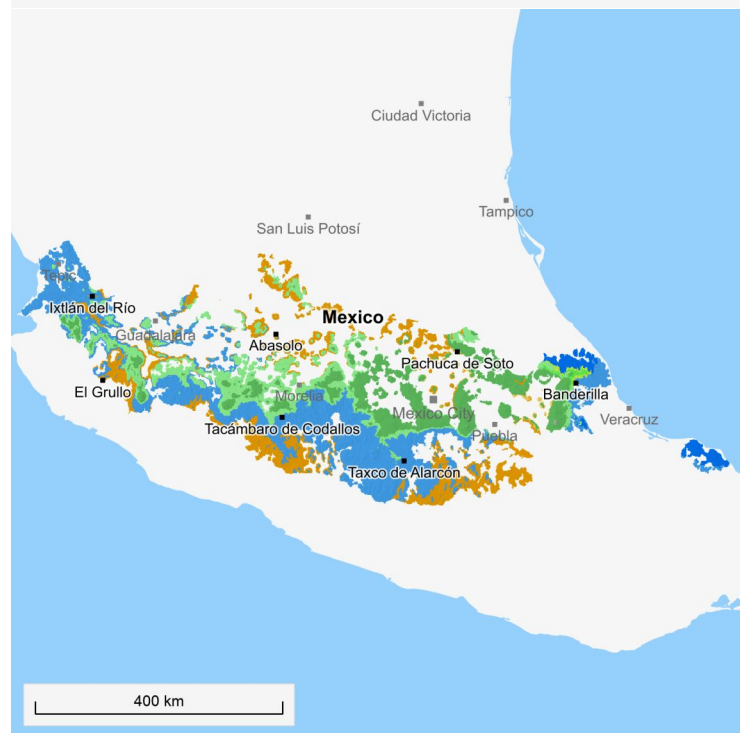 Ciudad Victoria
Tampico
San Luis Potosí
Tepic
Ixtlán del Río
Mexico
Guadalajara
Abasolo
Pachuca de Soto
El Grullo
Morelia
Mexico City
Banderilla
Tacámbaro de Codallos
Puebla
Veracruz
Taxco de Alarcón
400 km